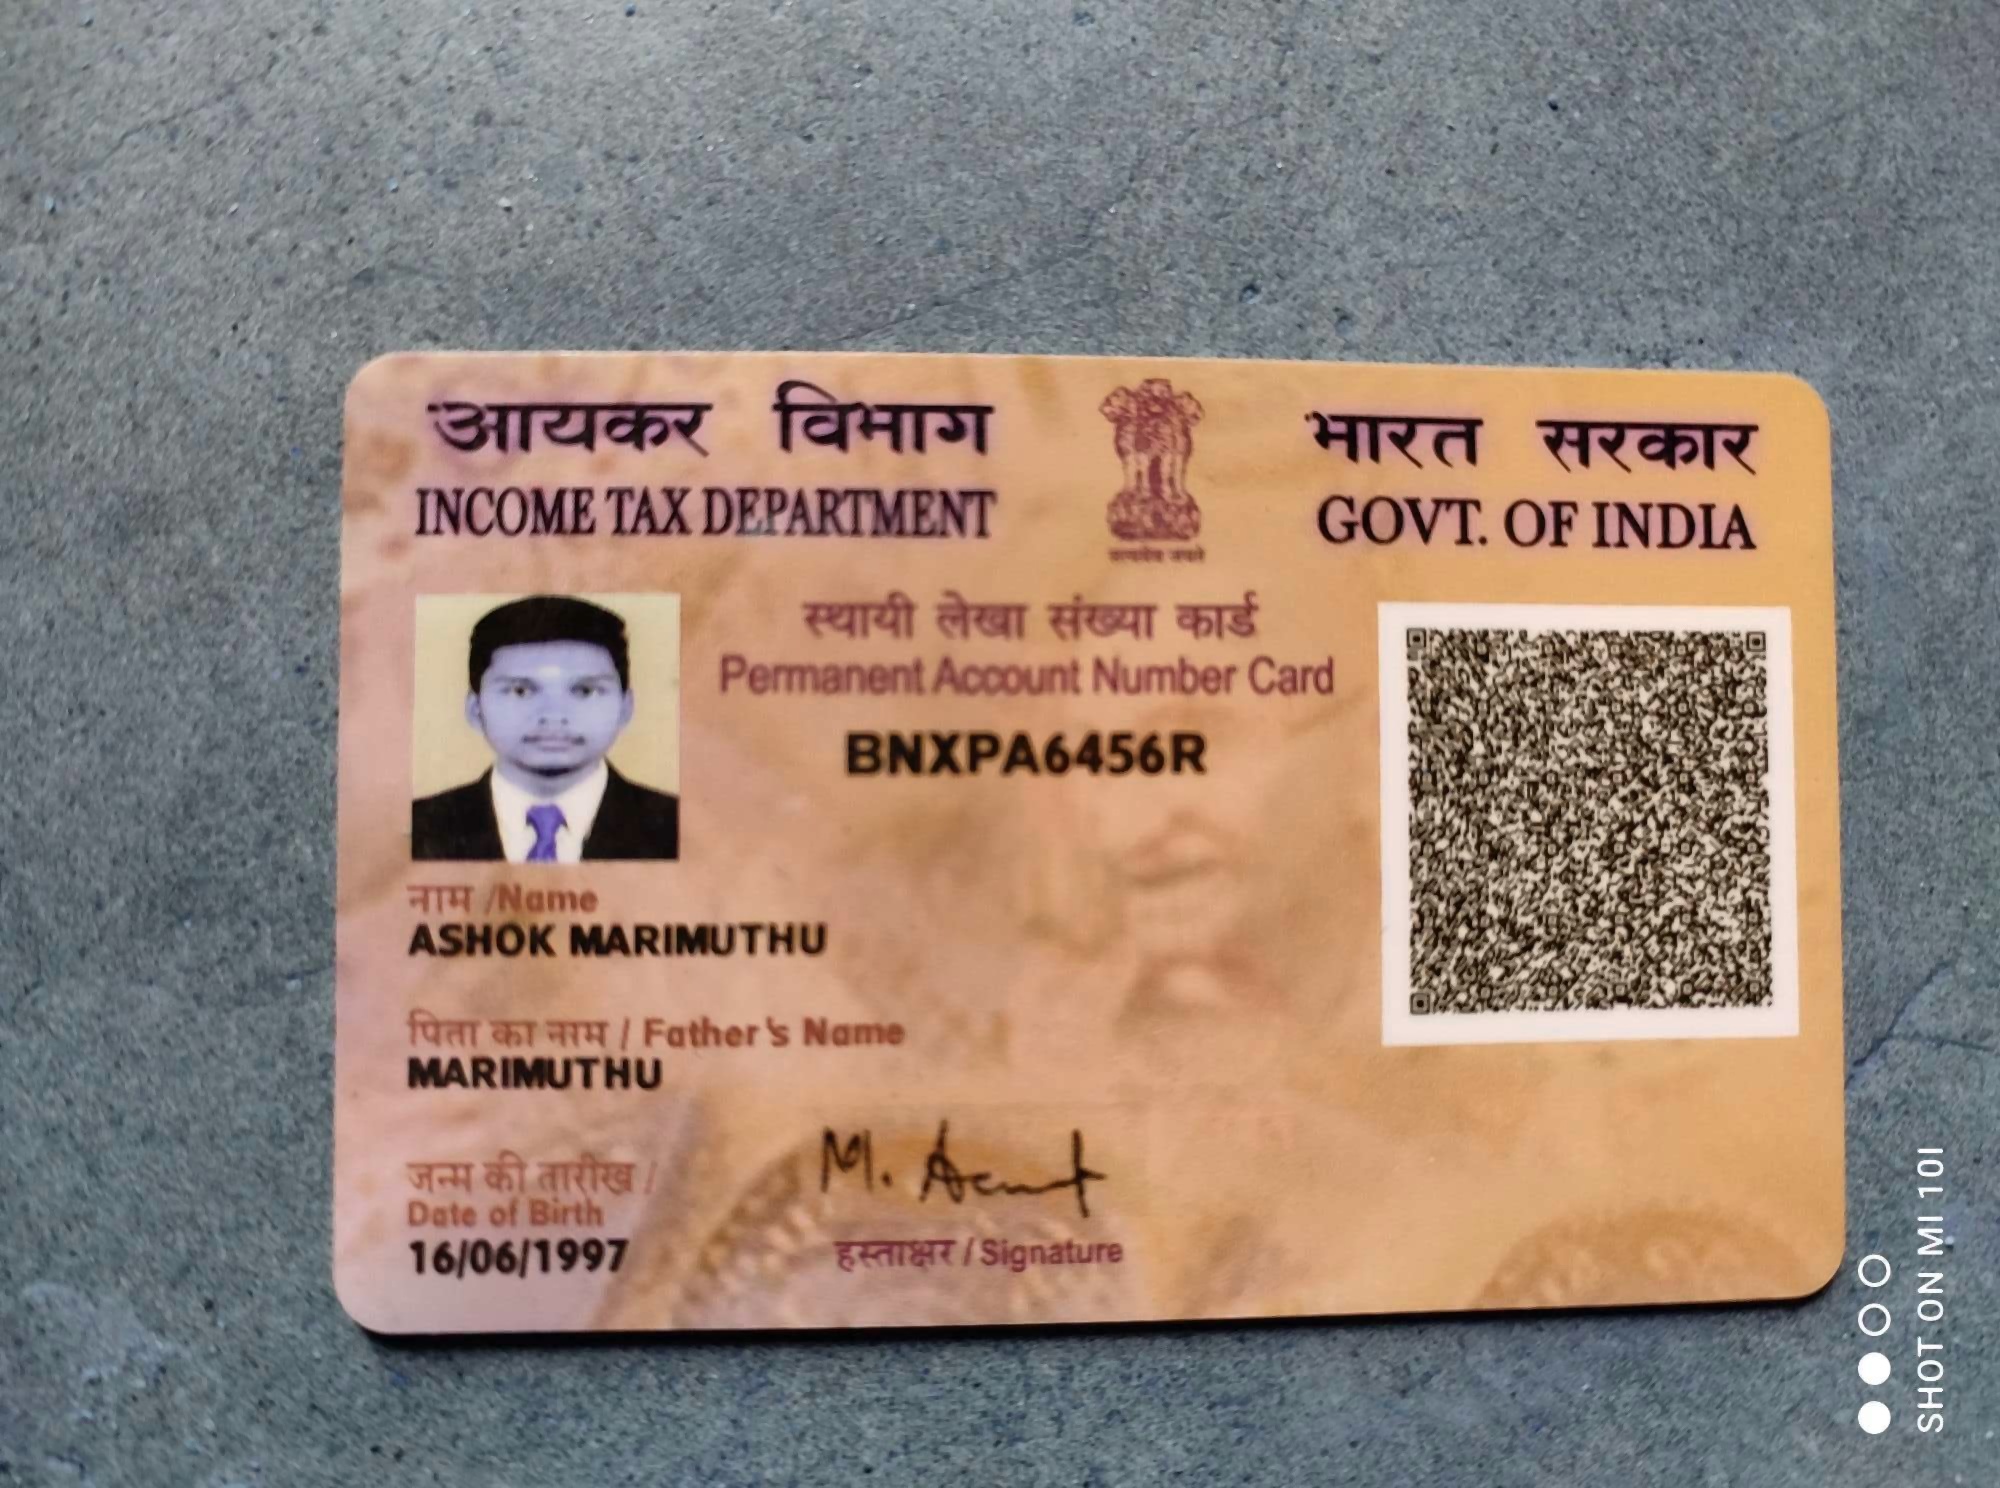 आयकर विभाग
INCOME TAX DEPARTMENT
भारत सरकार
GOVT. OF INDIA
सत्यमेव जयते
स्थायी लेखा संख्या कार्ड
Permanent Account Number Card
BNXPA6456R
नाम /Name
ASHOK MARIMUTHU
पिता का नाम / Father's Name
MARIMUTHU
जन्म की तारीख /
Date of Birth
16/06/1997
हस्ताक्षर / Signature
SHOT ON MI 10I